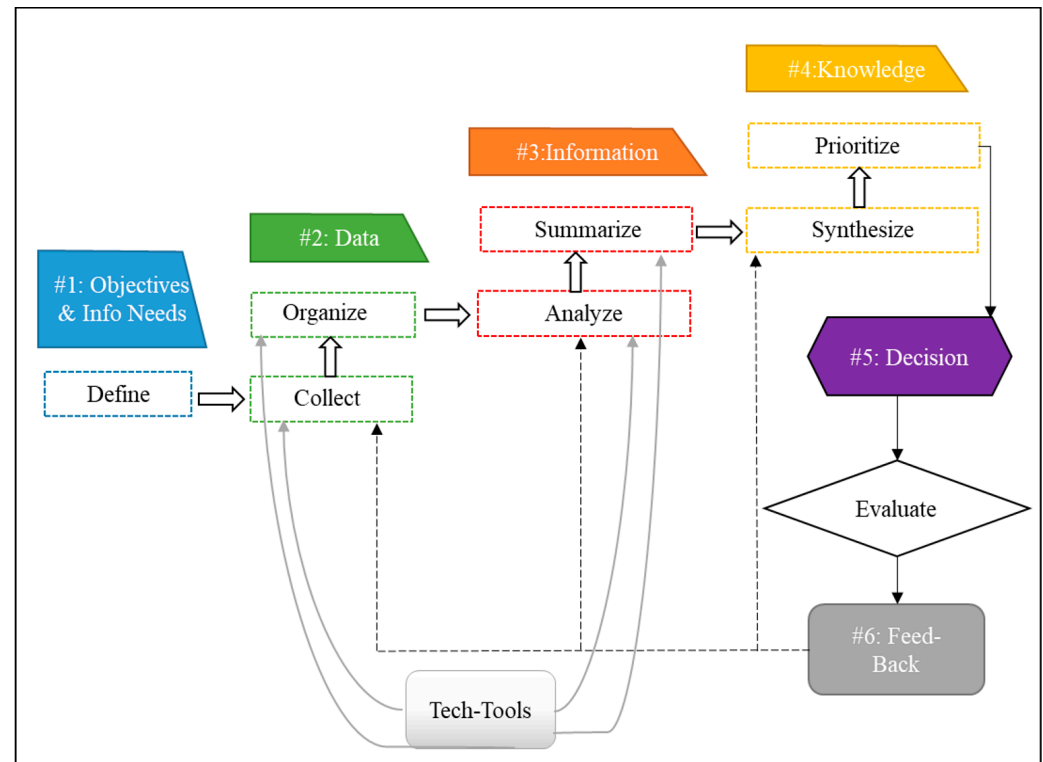 #4:Knowledge
Prioritize
#3:Information
Summarize
Synthesize
#2: Data
#1: Objectives
& Info Needs
Organize
Analyze
#5: Decision
Define
Collect
Evaluate
#6: Feed-
Back
Tech-Tools